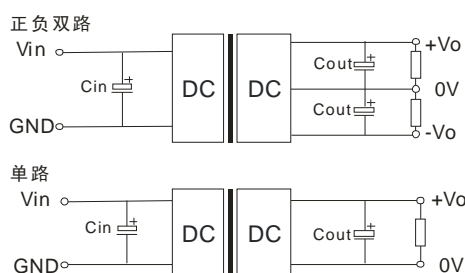 正负双路
Vin
+Vo
Cin
+
DC
DC
Cout
+
0V
Cout
+
GND
-Vo
单路
Vin
+Vo
Cin
+
DC
DC
Cout
+
GND
0V